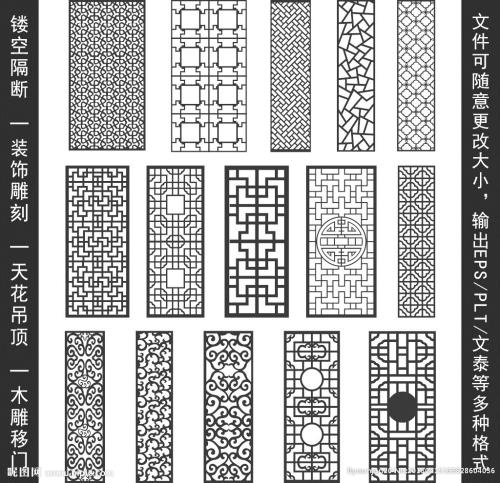 镂空隔断 — 装饰雕刻 — 天花吊顶 — 木雕移门
文件可随意更改大小，输出EPS/PLT/文泰等多种格式
昵图网